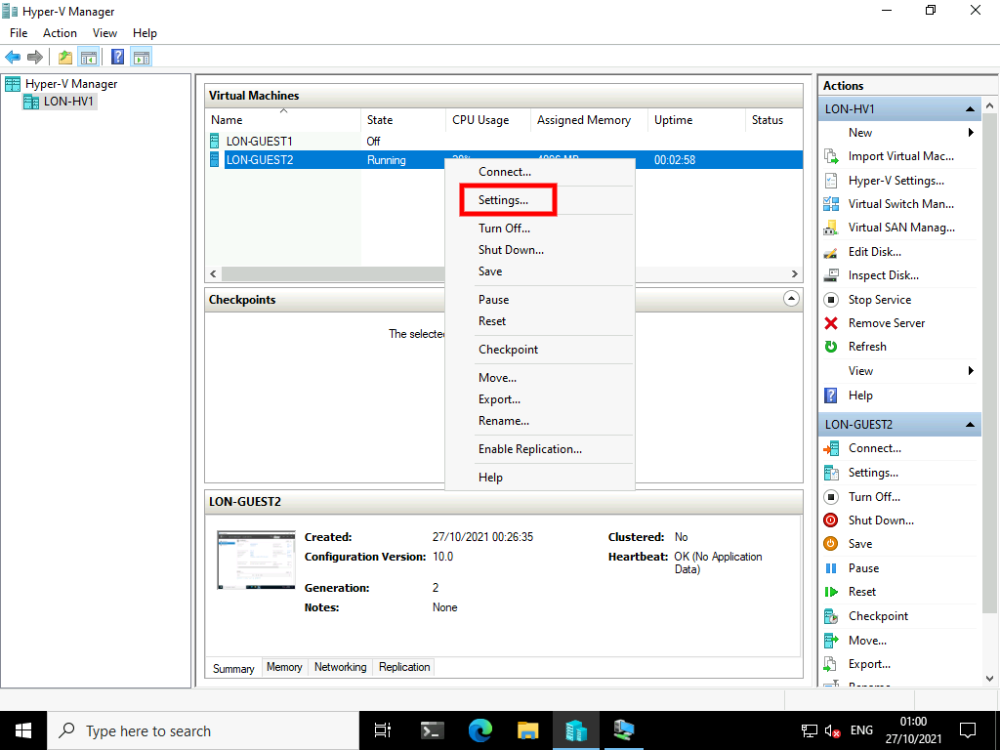 Hyper-V Manager
File Action View Help
Hyper-V Manager
LON-HV1
Virtual Machines
Name State CPU Usage Assigned Memory Uptime Status
LON-GUEST1 Off
LON-GUEST2 Running 00:02:58
Connect...
Settings...
Turn Off...
Shut Down...
Save
Pause
Reset
Checkpoint
Move...
Export...
Rename...
Enable Replication...
Help
Checkpoints
The selected
LON-GUEST2
Created: 27/10/2021 00:26:35 Clustered: No
Configuration Version: 10.0 Heartbeat: OK (No Application
Data)
Generation: 2
Notes: None
Summary Memory Networking Replication
Actions
LON-HV1
New
Import Virtual Mac...
Hyper-V Settings...
Virtual Switch Man...
Virtual SAN Manag...
Edit Disk...
Inspect Disk...
Stop Service
Remove Server
Refresh
View
Help
LON-GUEST2
Connect...
Settings...
Turn Off...
Shut Down...
Save
Pause
Reset
Checkpoint
Move...
Export...
Rename...
Type here to search
ENG
01:00
27/10/2021